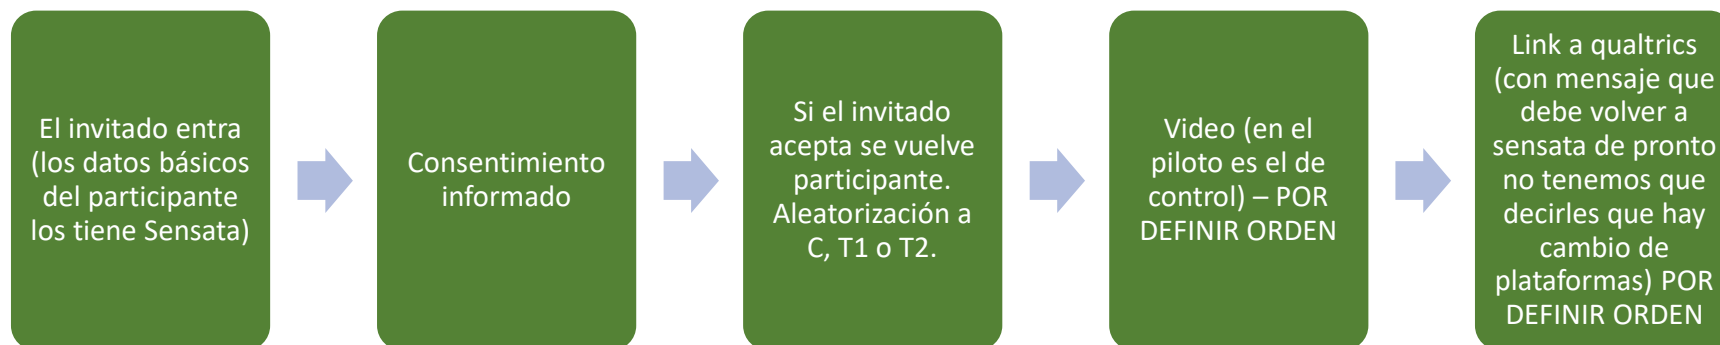 El invitado entra
(los datos básicos
del participante
los tiene Sensata)
Consentimiento
informado
Si el invitado
acepta se vuelve
participante.
Aleatorización a
C, T1 o T2.
Video (en el
piloto es el de
control) – POR
DEFINIR ORDEN
Link a qualtrics
(con mensaje que
debe volver a
sensata de pronto
no tenemos que
decirles que hay
cambio de
plataformas) POR
DEFINIR ORDEN